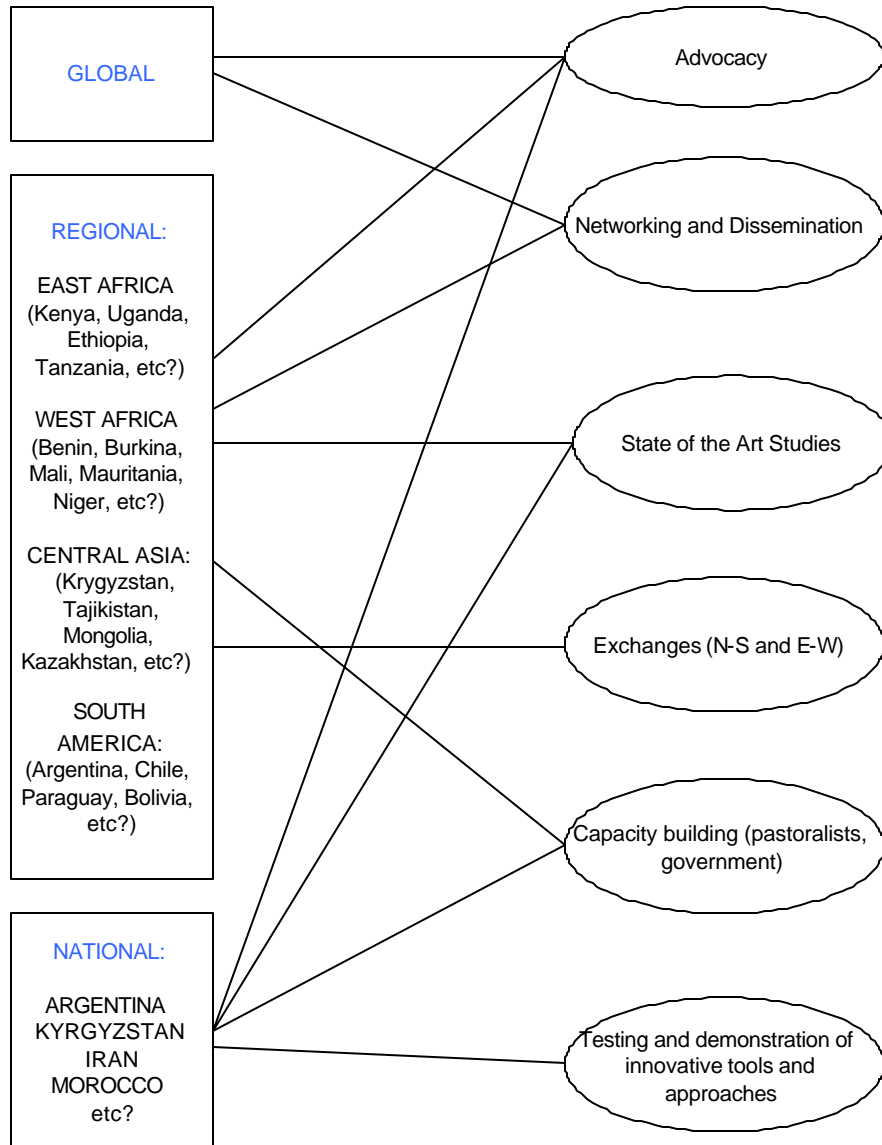 GLOBAL
REGIONAL:
EAST AFRICA
(Kenya, Uganda,
Ethiopia,
Tanzania, etc?)
WEST AFRICA
(Benin, Burkina,
Mali, Mauritania,
Niger, etc?)
CENTRAL ASIA:
(Krygyzstan,
Tajikistan,
Mongolia,
Kazakhstan, etc?)
SOUTH
AMERICA:
(Argentina, Chile,
Paraguay, Bolivia,
etc?)
NATIONAL:
ARGENTINA
KYRGYZSTAN
IRAN
MOROCCO
etc?
Advocacy
Networking and Dissemination
State of the Art Studies
Exchanges (N-S and E-W)
Capacity building (pastoralists,
government)
Testing and demonstration of
innovative tools and
approaches